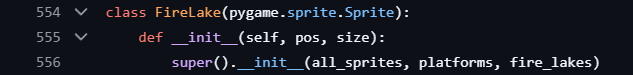 554 class FireLake(pygame.sprite.Sprite):
555     def __init__(self, pos, size):
556         super().__init__(all_sprites, platforms, fire_lakes)